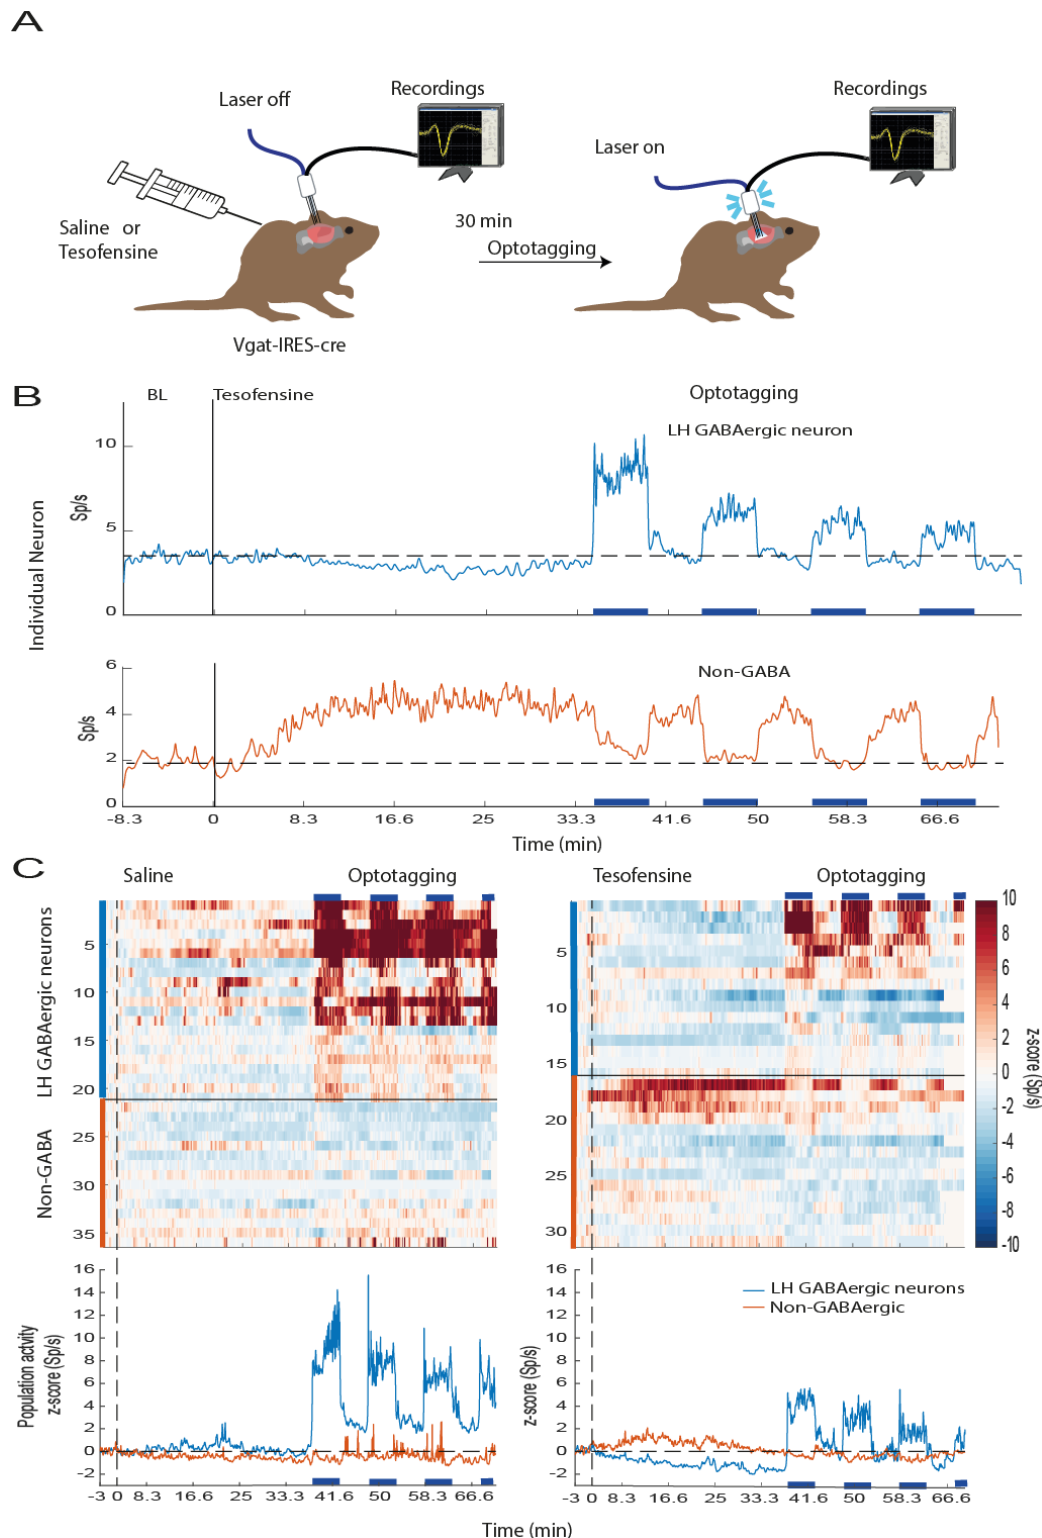 A
Laser off
Recordings
Recordings
Laser on
Saline or
Tesofensine
30 min
Optotagging
Vgat-IRES-cre
B
BL
Tesofensine
Optotagging
LH GABAergic neuron
Individual Neuron
Sp/s
10
5
0
Non-GABA
Sp/s
6
4
2
0
-8.3 0 8.3 16.6 25 33.3 41.6 50 58.3 66.6
Time (min)
C
Saline
Optotagging
Tesofensine
Optotagging
LH GABAergic neurons
Non-GABA
5
10
15
20
25
30
35
5
10
15
20
25
30
10
8
6
4
2
0
-2
-4
-6
-8
-10
z-score (Sp/s)
Population activity
z-score (Sp/s)
16
14
12
10
8
6
4
2
0
-2
-3 0 8.3 16.6 25 33.3 41.6 50 58.3 66.6
z-score (Sp/s)
16
14
12
10
8
6
4
2
0
-2
LH GABAergic neurons
Non-GABAergic
-3 0 8.3 16.6 25 33.3 41.6 50 58.3 66.6
Time (min)